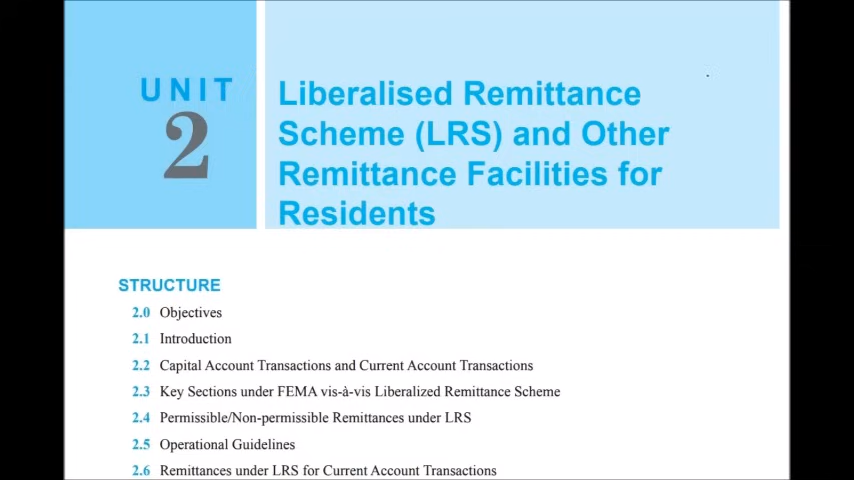 UNIT
2
Liberalised Remittance
Scheme (LRS) and Other
Remittance Facilities for
Residents
STRUCTURE
2.0 Objectives
2.1 Introduction
2.2 Capital Account Transactions and Current Account Transactions
2.3 Key Sections under FEMA vis-à-vis Liberalized Remittance Scheme
2.4 Permissible/Non-permissible Remittances under LRS
2.5 Operational Guidelines
2.6 Remittances under LRS for Current Account Transactions